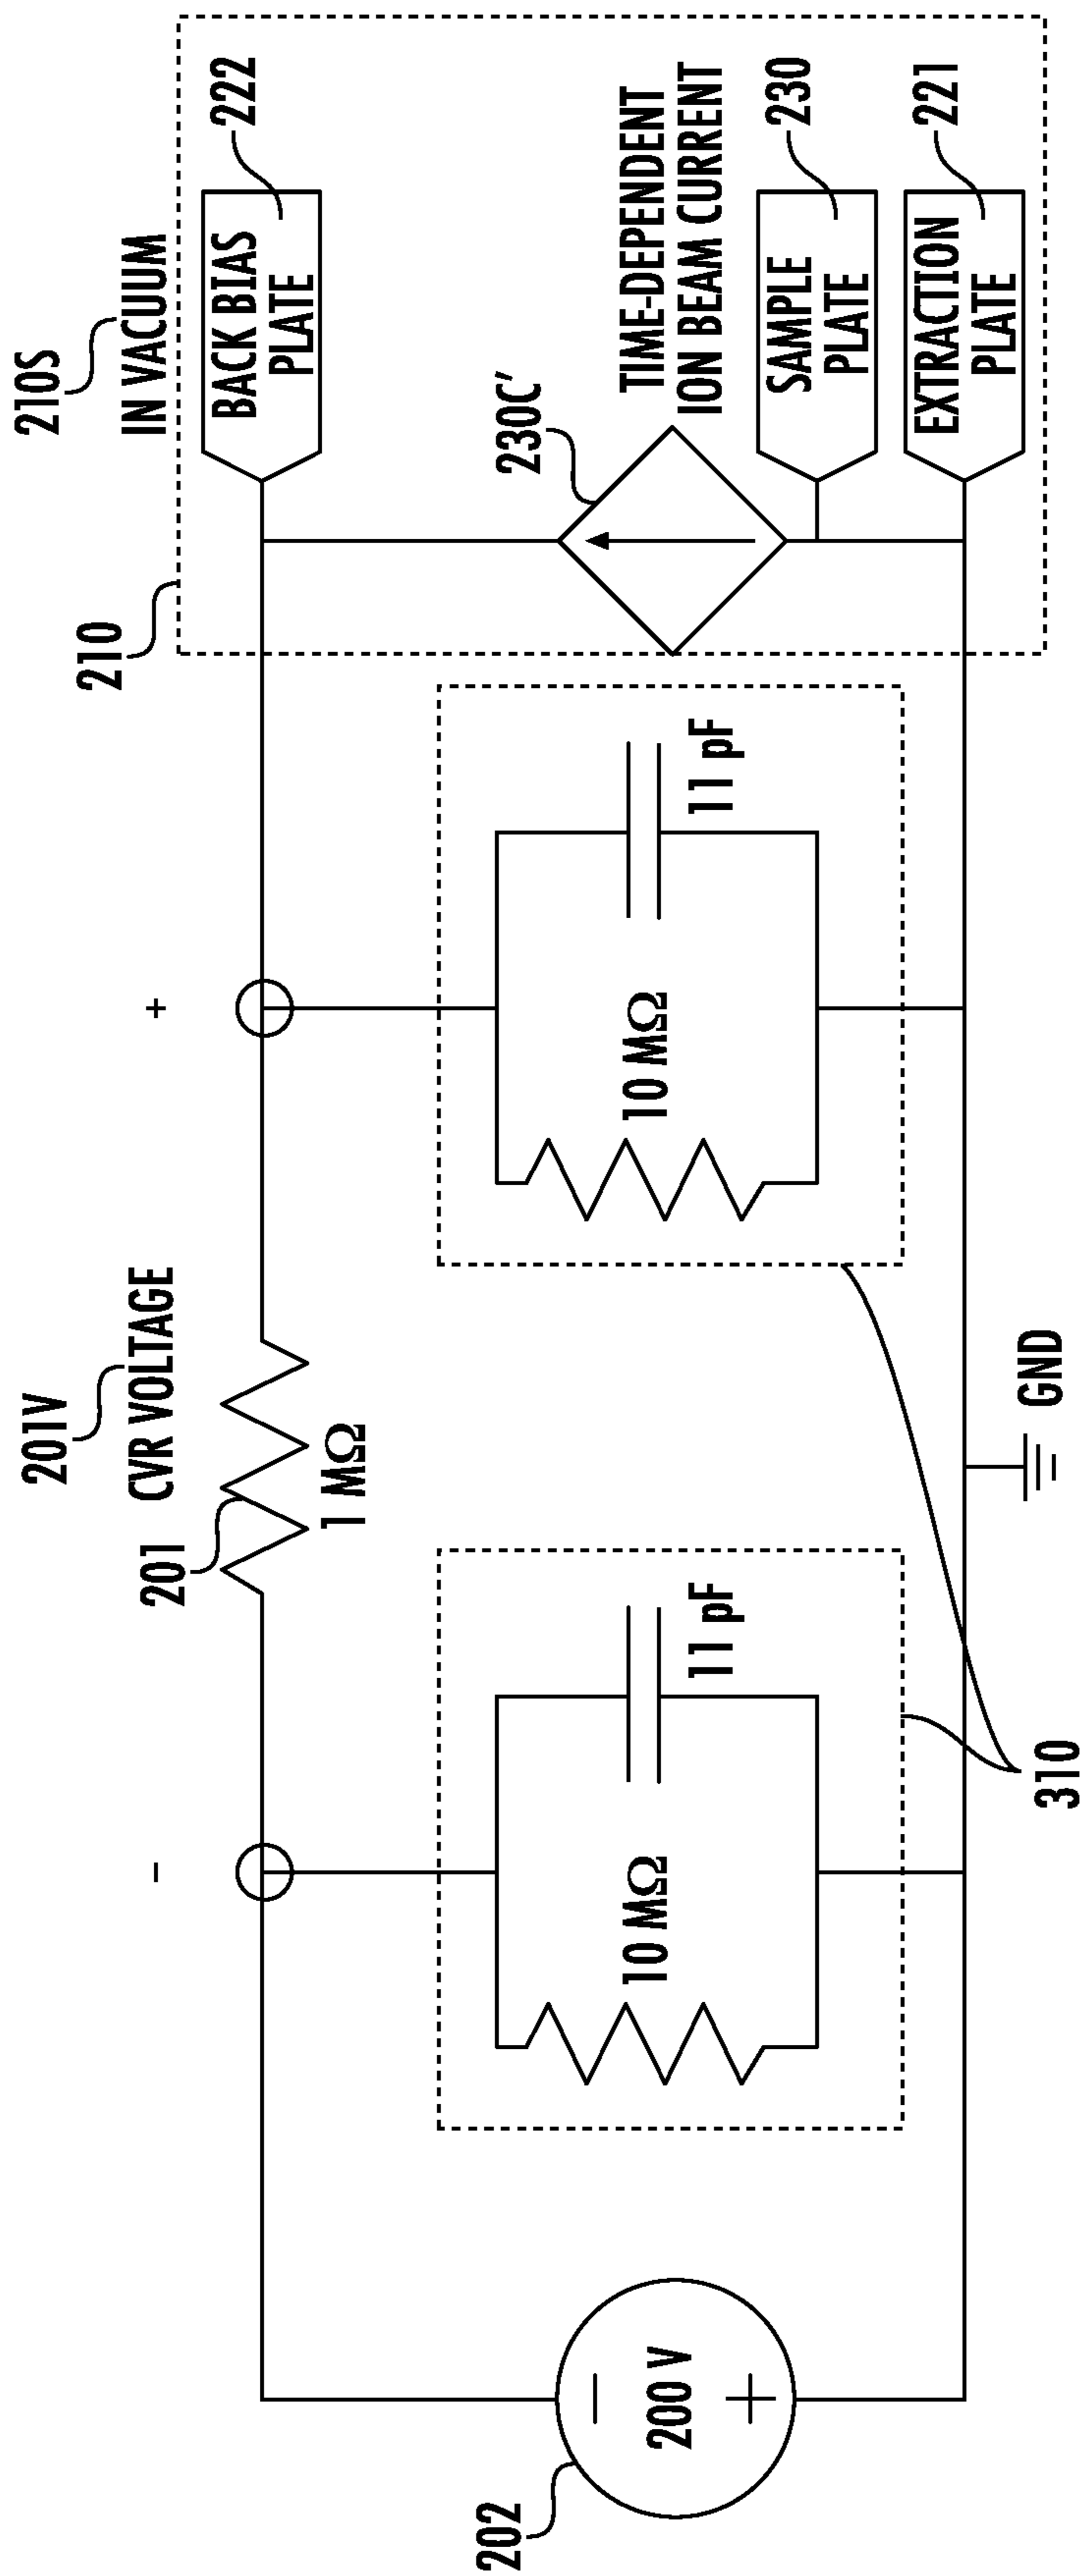 210S
IN VACUUM
201V
CVR VOLTAGE
210
201
222
BACK BIAS
PLATE
−
+
1 MΩ
230C′
TIME-DEPENDENT
ION BEAM CURRENT
202
−
200 V
+
10 MΩ
11 pF
10 MΩ
11 pF
230
SAMPLE
PLATE
221
EXTRACTION
PLATE
GND
310